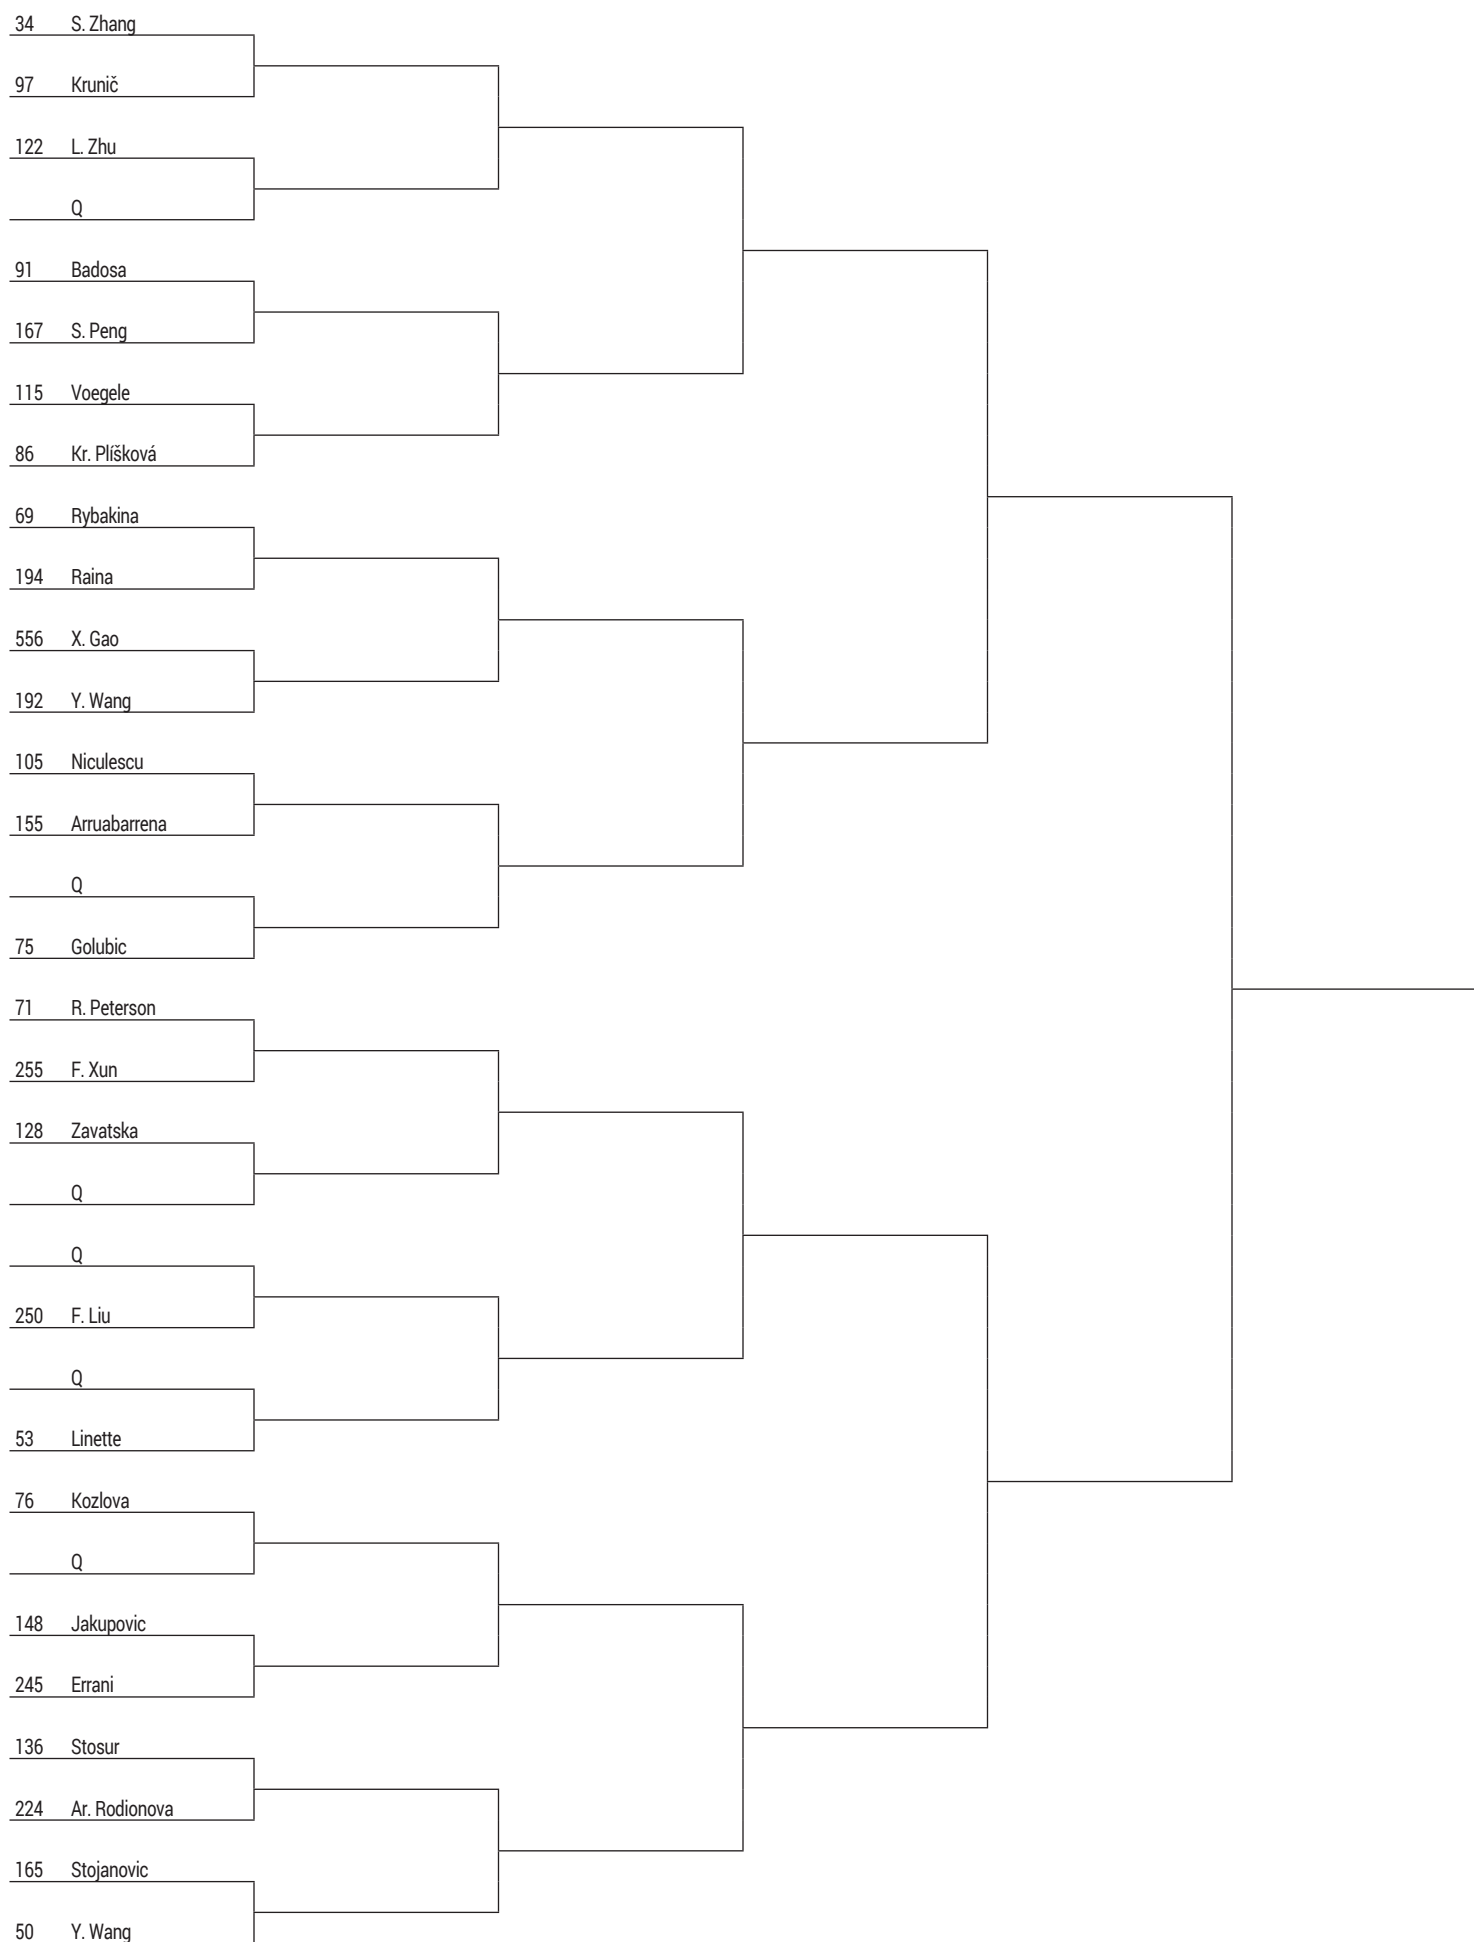 34 S. Zhang
97 Krunič
122 L. Zhu
Q
91 Badosa
167 S. Peng
115 Voegele
86 Kr. Plíšková
69 Rybakina
194 Raina
556 X. Gao
192 Y. Wang
105 Niculescu
155 Arruabarrena
Q
75 Golubic
71 R. Peterson
255 F. Xun
128 Zavatska
Q
Q
250 F. Liu
Q
53 Linette
76 Kozlova
Q
148 Jakupovic
245 Errani
136 Stosur
224 Ar. Rodionova
165 Stojanovic
50 Y. Wang